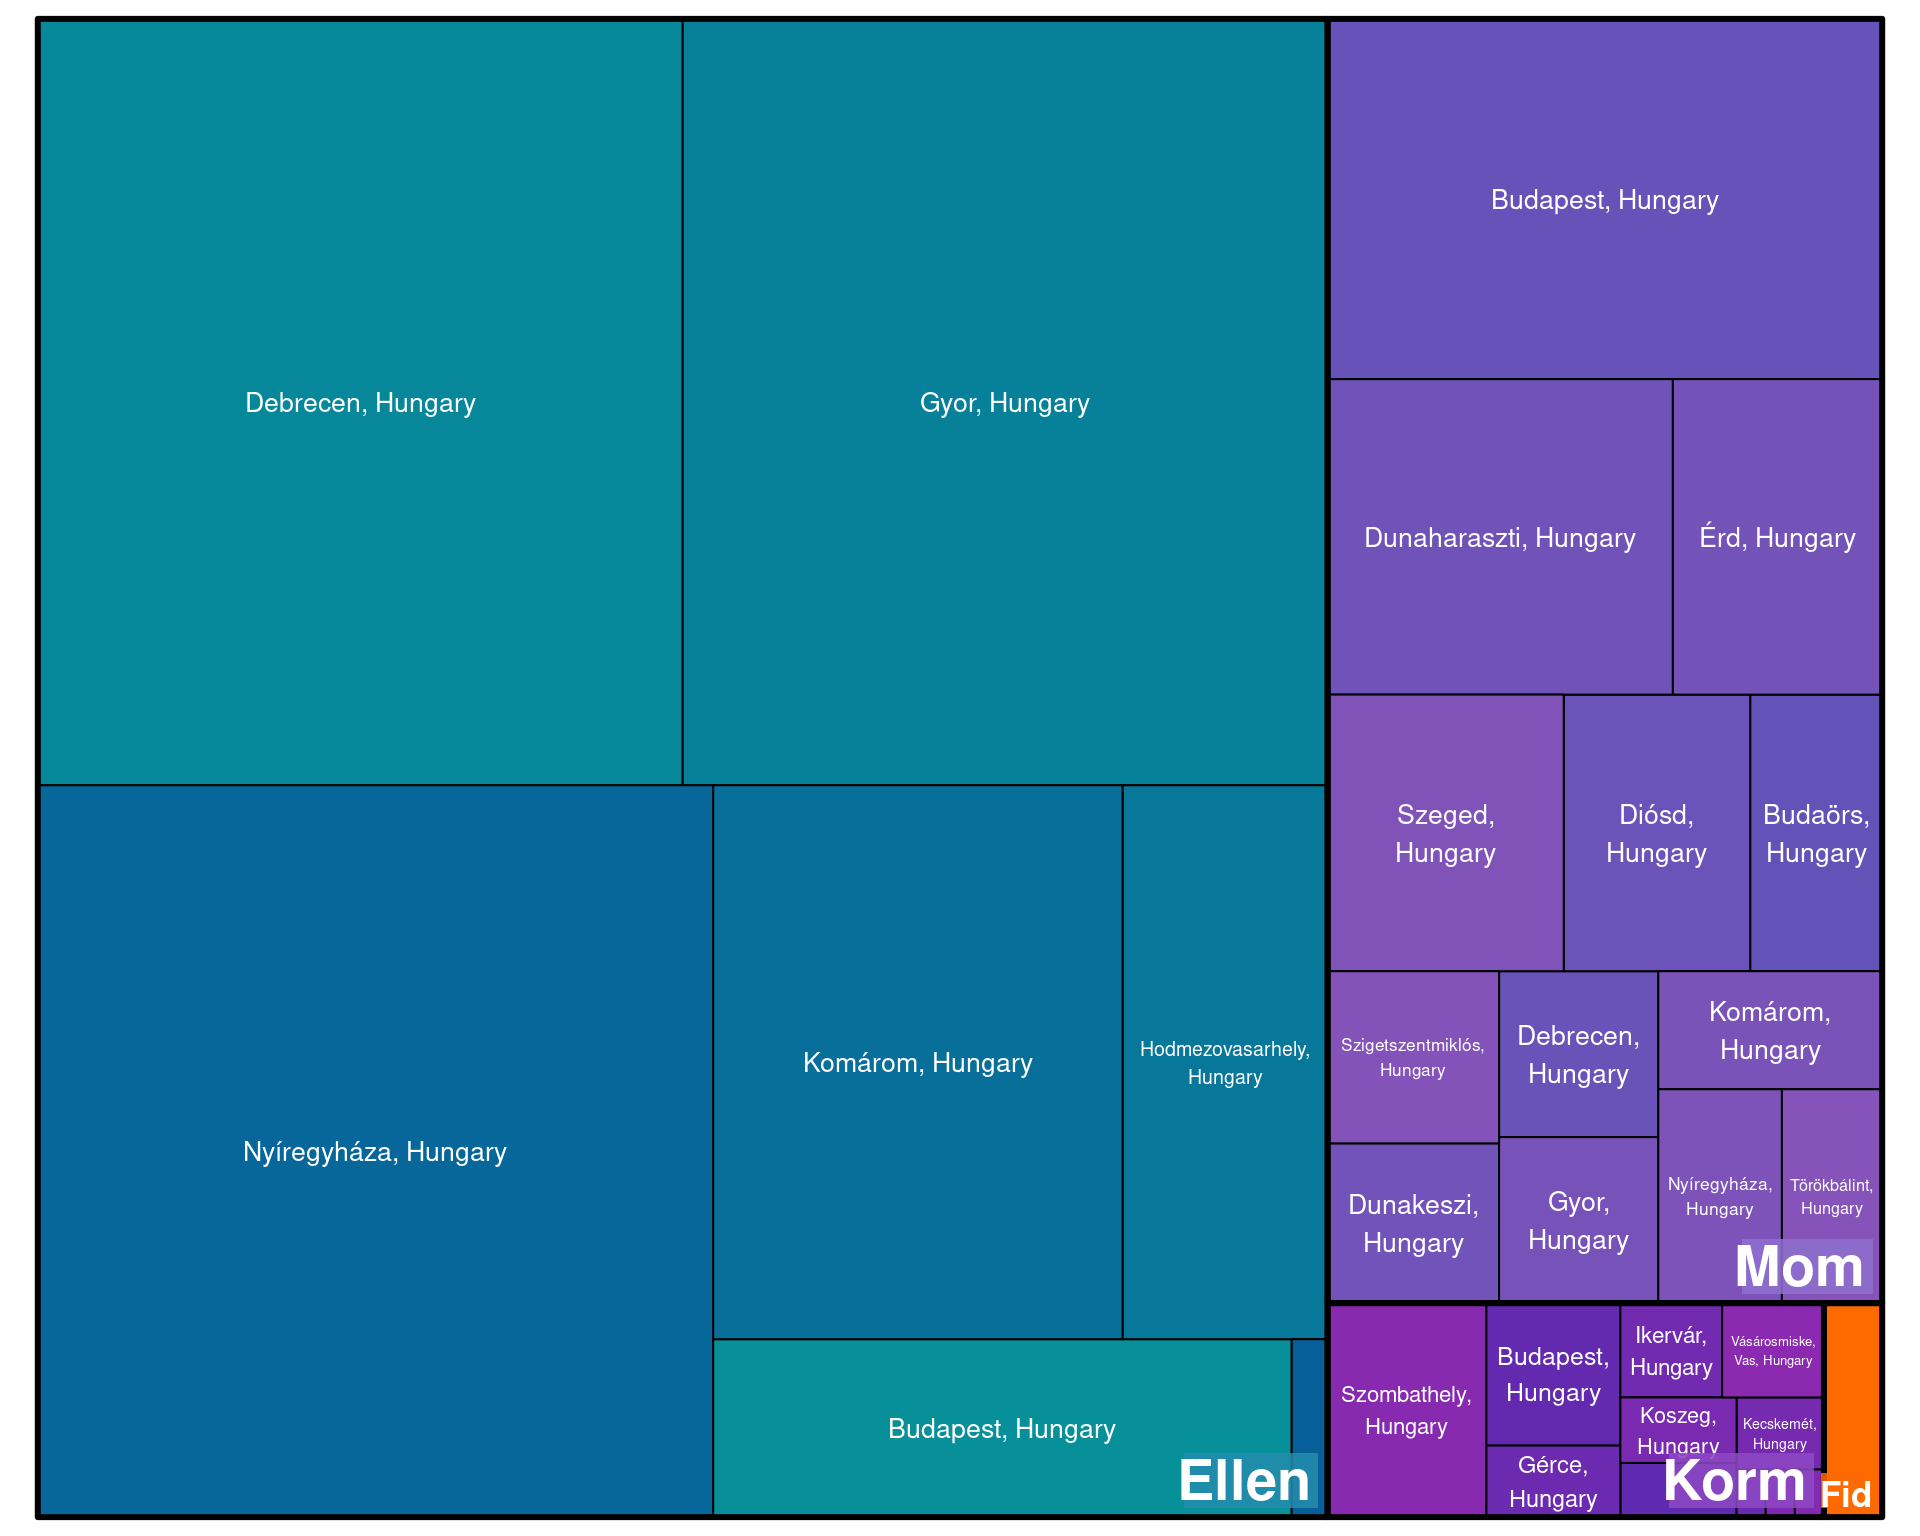 Debrecen, Hungary
Gyor, Hungary
Nyíregyháza, Hungary
Komárom, Hungary
Hodmezovasarhely,
Hungary
Budapest, Hungary
Ellen
Budapest, Hungary
Dunaharaszti, Hungary
Érd, Hungary
Szeged,
Hungary
Diósd,
Hungary
Budaörs,
Hungary
Szigetszentmiklós,
Hungary
Debrecen,
Hungary
Komárom,
Hungary
Dunakeszi,
Hungary
Gyor,
Hungary
Nyíregyháza,
Hungary
Törökbálint,
Hungary
Mom
Szombathely,
Hungary
Budapest,
Hungary
Gérce,
Hungary
Ikervár,
Hungary
Vásárosmiske,
Vas, Hungary
Koszeg,
Hungary
Kecskemét,
Hungary
Korm
Fid